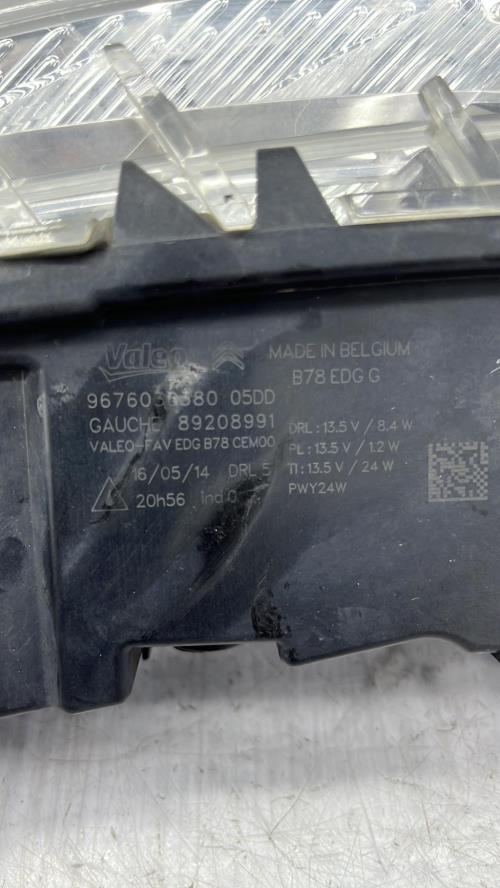 Valeo
MADE IN BELGIUM
B78 EDG G
05DD
GAUCHE 89208991
VALEO-FAV EDG B78 CEM00
16/05/14 DRL 5
20h56 Ind 0
DRL : 13.5 V / 8.4 W
PL : 13.5 V / 1.2 W
TI : 13.5 V / 24 W
PWY24W